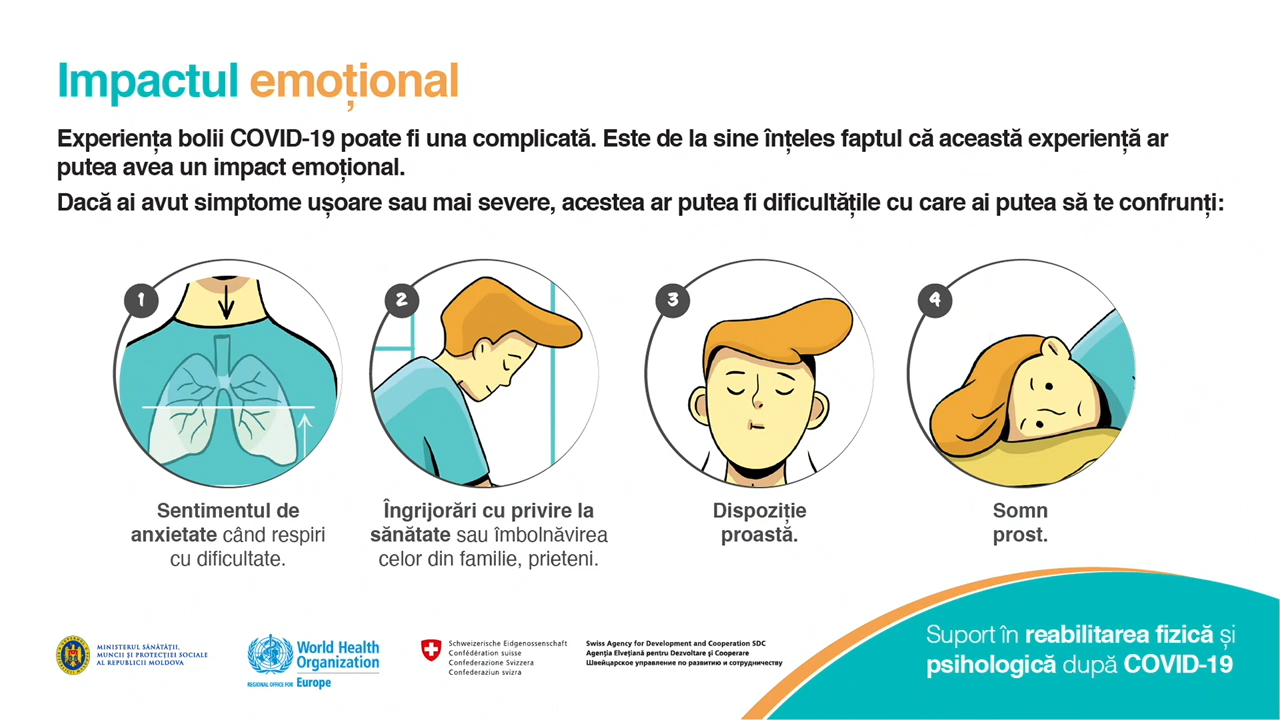 Impactul emoțional
Experiența bolii COVID-19 poate fi una complicată. Este de la sine înțeles faptul că această experiență ar
putea avea un impact emoțional.
Dacă ai avut simptome ușoare sau mai severe, acestea ar putea fi dificultățile cu care ai putea să te confrunți:
1
Sentimentul de
anxietate când respiri
cu dificultate.
2
Îngrijorări cu privire la
sănătate sau îmbolnăvirea
celor din familie, prieteni.
3
Dispoziție
proastă.
4
Somn
prost.
MINISTERUL SĂNĂTĂȚII,
MUNCII ȘI PROTECȚIEI SOCIALE
AL REPUBLICII MOLDOVA
World Health
Organization
REGIONAL OFFICE FOR Europe
Schweizerische Eidgenossenschaft
Confédération suisse
Confederazione Svizzera
Confederaziun svizra
Swiss Agency for Development and Cooperation SDC
Agenția Elvețiană pentru Dezvoltare și Cooperare
Швейцарское управление по развитию и сотрудничеству
Suport în reabilitarea fizică și
psihologică după COVID-19